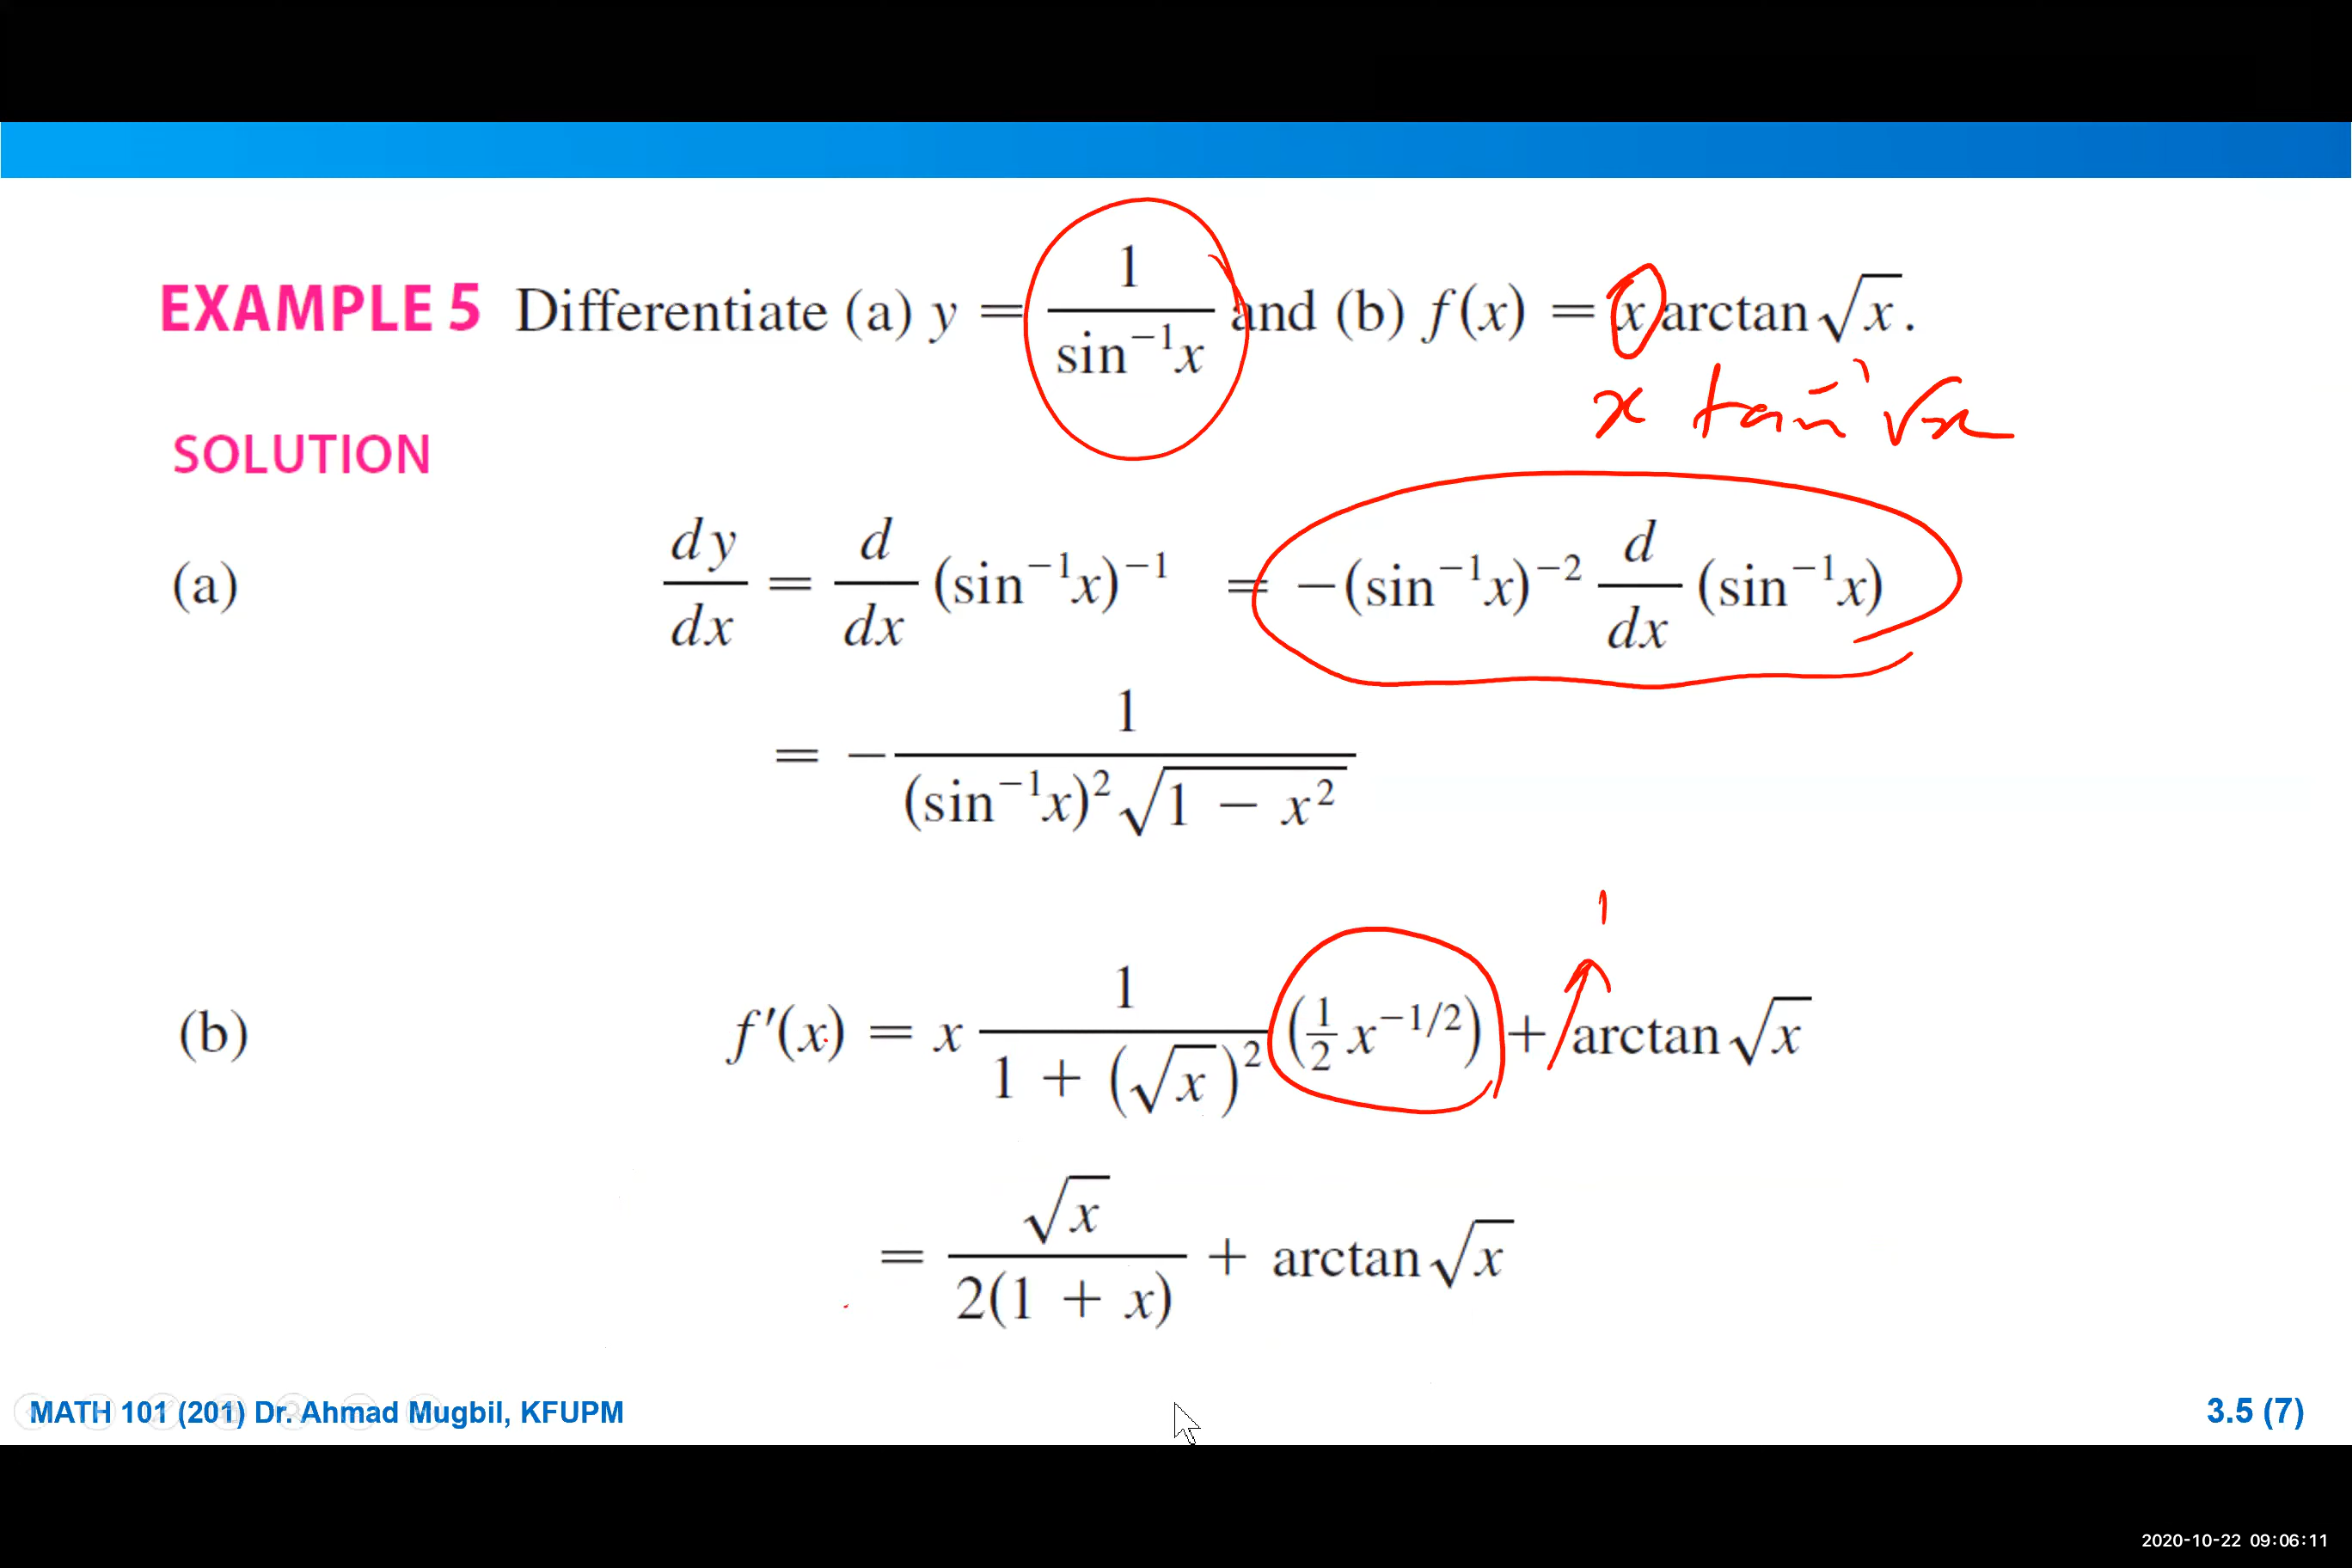 EXAMPLE 5 Differentiate (a) y = 1/(sin⁻¹x) and (b) f(x) = x arctan √x.
x tan⁻¹ √x
SOLUTION
(a) dy/dx = d/dx (sin⁻¹x)⁻¹ = −(sin⁻¹x)⁻² d/dx (sin⁻¹x)
= − 1/((sin⁻¹x)² √(1 − x²))
1
(b) f′(x) = x 1/(1 + (√x)²) (½ x^(−1/2)) + arctan √x
= √x/(2(1 + x)) + arctan √x
MATH 101 (201) Dr. Ahmad Mugbil, KFUPM 3.5 (7)
2020-10-22 09:06:11